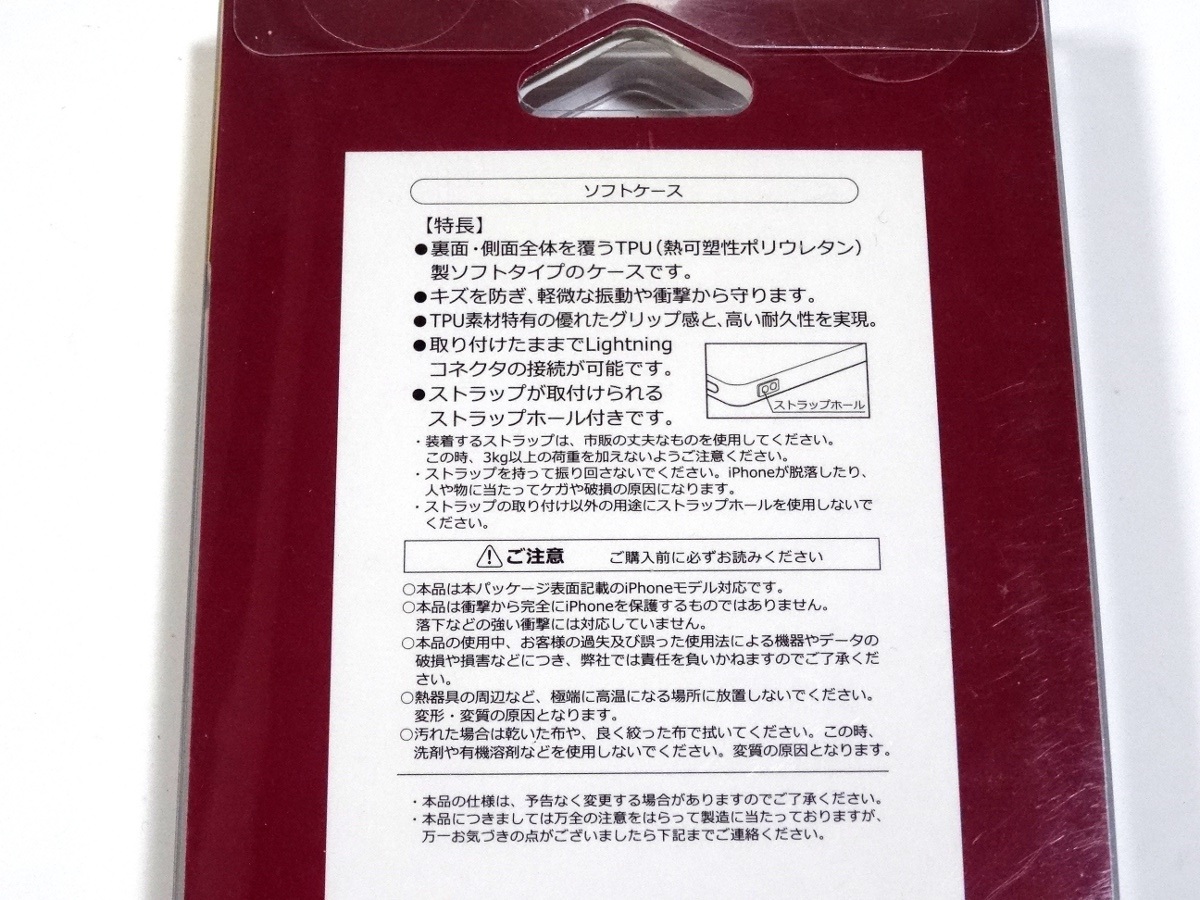 ソフトケース
【特長】
●裏面・側面全体を覆うTPU(熱可塑性ポリウレタン)
製ソフトタイプのケースです。
●キズを防ぎ、軽微な振動や衝撃から守ります。
●TPU素材特有の優れたグリップ感と、高い耐久性を実現。
●取り付けたままでLightning
コネクタの接続が可能です。
●ストラップが取付けられる
ストラップホール付きです。
ストラップホール
・装着するストラップは、市販の丈夫なものを使用してください。
この時、3kg以上の荷重を加えないようご注意ください。
・ストラップを持って振り回さないでください。iPhoneが脱落したり、
人や物に当たってケガや破損の原因になります。
・ストラップの取り付け以外の用途にストラップホールを使用しないで
ください。
ご注意 ご購入前に必ずお読みください
○本品は本パッケージ表面記載のiPhoneモデル対応です。
○本品は衝撃から完全にiPhoneを保護するものではありません。
落下などの強い衝撃には対応していません。
○本品の使用中、お客様の過失及び誤った使用法による機器やデータの
破損や損害などにつき、弊社では責任を負いかねますのでご了承くだ
さい。
○熱器具の周辺など、極端に高温になる場所に放置しないでください。
変形・変質の原因となります。
○汚れた場合は乾いた布や、良く絞った布で拭いてください。この時、
洗剤や有機溶剤などを使用しないでください。変質の原因となります。
・本品の仕様は、予告なく変更する場合がありますのでご了承ください。
・本品につきましては万全の注意をはらって製造に当たっておりますが、
万一お気づきの点がございましたら下記までご連絡ください。